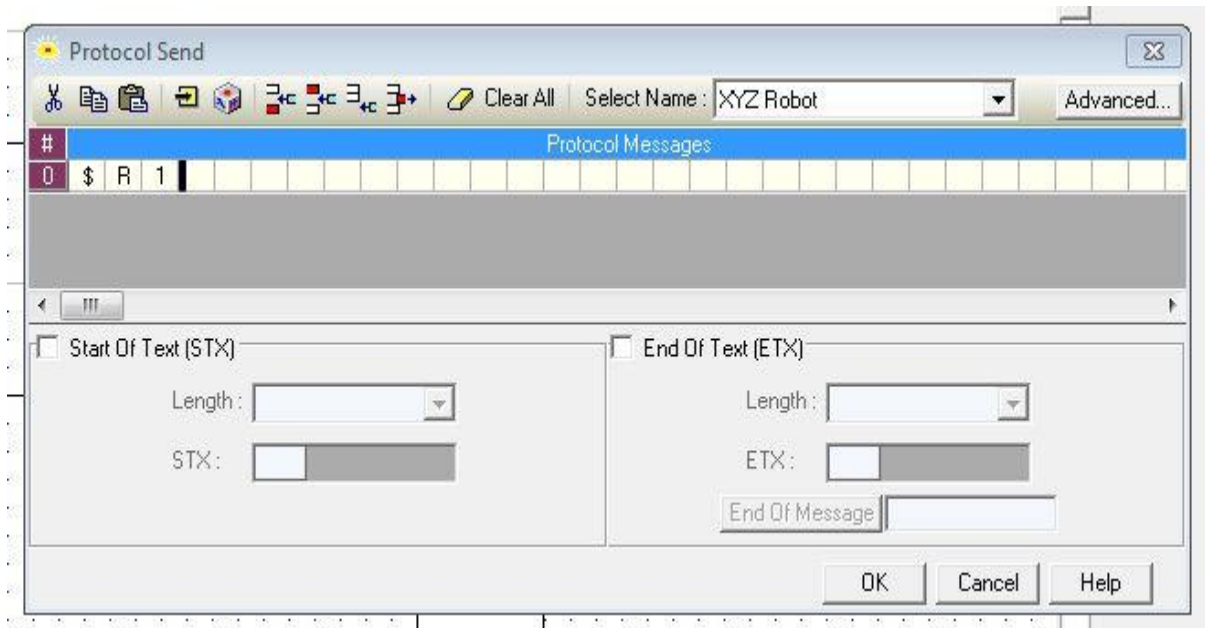 Protocol Send
Clear All Select Name : XYZ Robot Advanced...
# Protocol Messages
0 $ R 1
Start Of Text (STX) End Of Text (ETX)
Length : Length :
STX : ETX :
End Of Message
OK Cancel Help